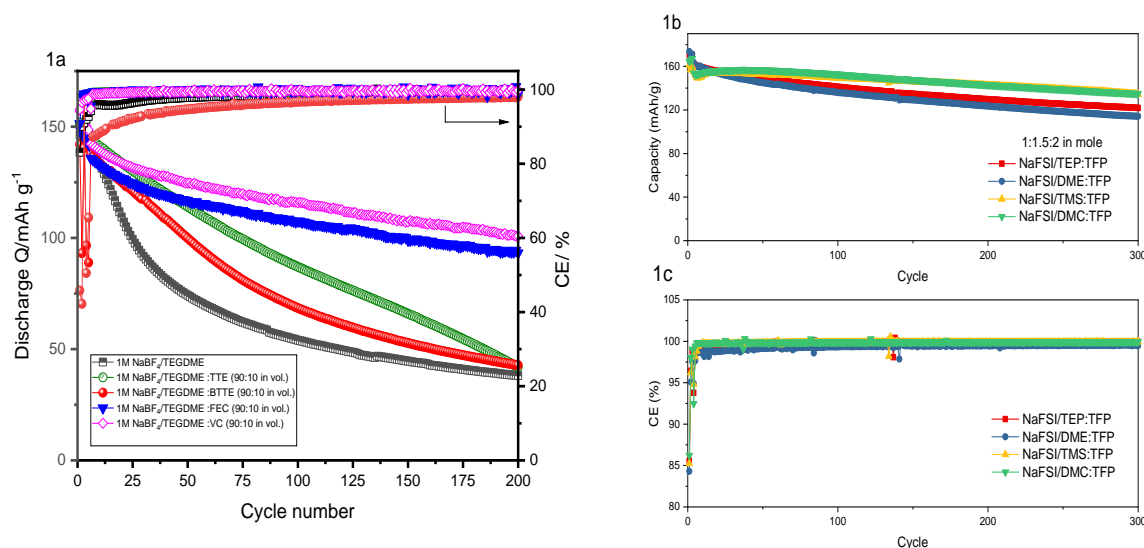 1a
Discharge Q/mAh g⁻¹
200
150
100
50
0
CE/ %
100
80
60
40
20
0
1M NaBF₄/TEGDME
1M NaBF₄/TEGDME :TTE (90:10 in vol.)
1M NaBF₄/TEGDME :BTTE (90:10 in vol.)
1M NaBF₄/TEGDME :FEC (90:10 in vol.)
1M NaBF₄/TEGDME :VC (90:10 in vol.)
0 25 50 75 100 125 150 175 200
Cycle number
1b
Capacity (mAh/g)
200
160
120
80
40
0
1:1.5:2 in mole
NaFSI/TEP:TFP
NaFSI/DME:TFP
NaFSI/TMS:TFP
NaFSI/DMC:TFP
0 100 200 300
Cycle
1c
CE (%)
105
100
95
90
85
80
NaFSI/TEP:TFP
NaFSI/DME:TFP
NaFSI/TMS:TFP
NaFSI/DMC:TFP
0 100 200 300
Cycle